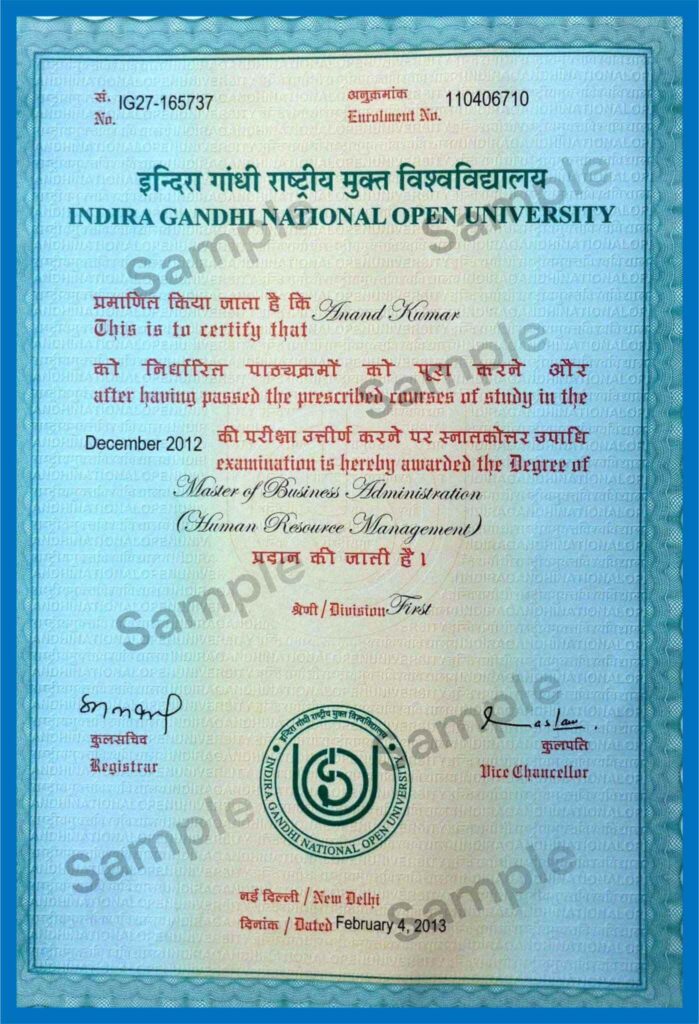 सं. IG27-165737
No.
अनुक्रमांक 110406710
Enrolment No.
इन्दिरा गांधी राष्ट्रीय मुक्त विश्वविद्यालय
INDIRA GANDHI NATIONAL OPEN UNIVERSITY
प्रमाणित किया जाता है कि Anand Kumar
This is to certify that
को निर्धारित पाठ्यक्रमों को पूरा करने और
after having passed the prescribed courses of study in the
December 2012 की परीक्षा उत्तीर्ण करने पर स्नातकोत्तर उपाधि
examination is hereby awarded the Degree of
Master of Business Administration
(Human Resource Management)
प्रदान की जाती है।
श्रेणी / Division First
कुलसचिव
Registrar
कुलपति
Vice Chancellor
इन्दिरा गांधी राष्ट्रीय मुक्त विश्वविद्यालय
INDIRA GANDHI NATIONAL OPEN UNIVERSITY
नई दिल्ली / New Delhi
दिनांक / Dated February 4, 2013
Sample
Sample
Sample
Sample
Sample
Sample
Sample